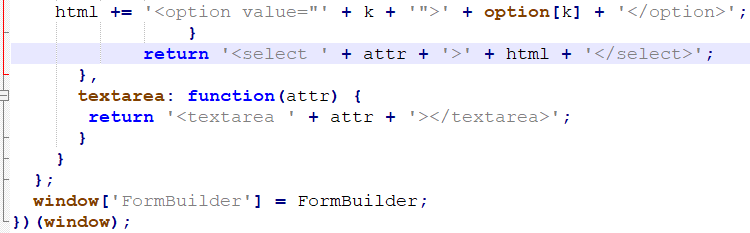 html += '<option value="' + k + '">' + option[k] + '</option>';
}
return '<select ' + attr + '>' + html + '</select>';
},
textarea: function(attr) {
return '<textarea ' + attr + '></textarea>';
}
}
};
window['FormBuilder'] = FormBuilder;
})(window);